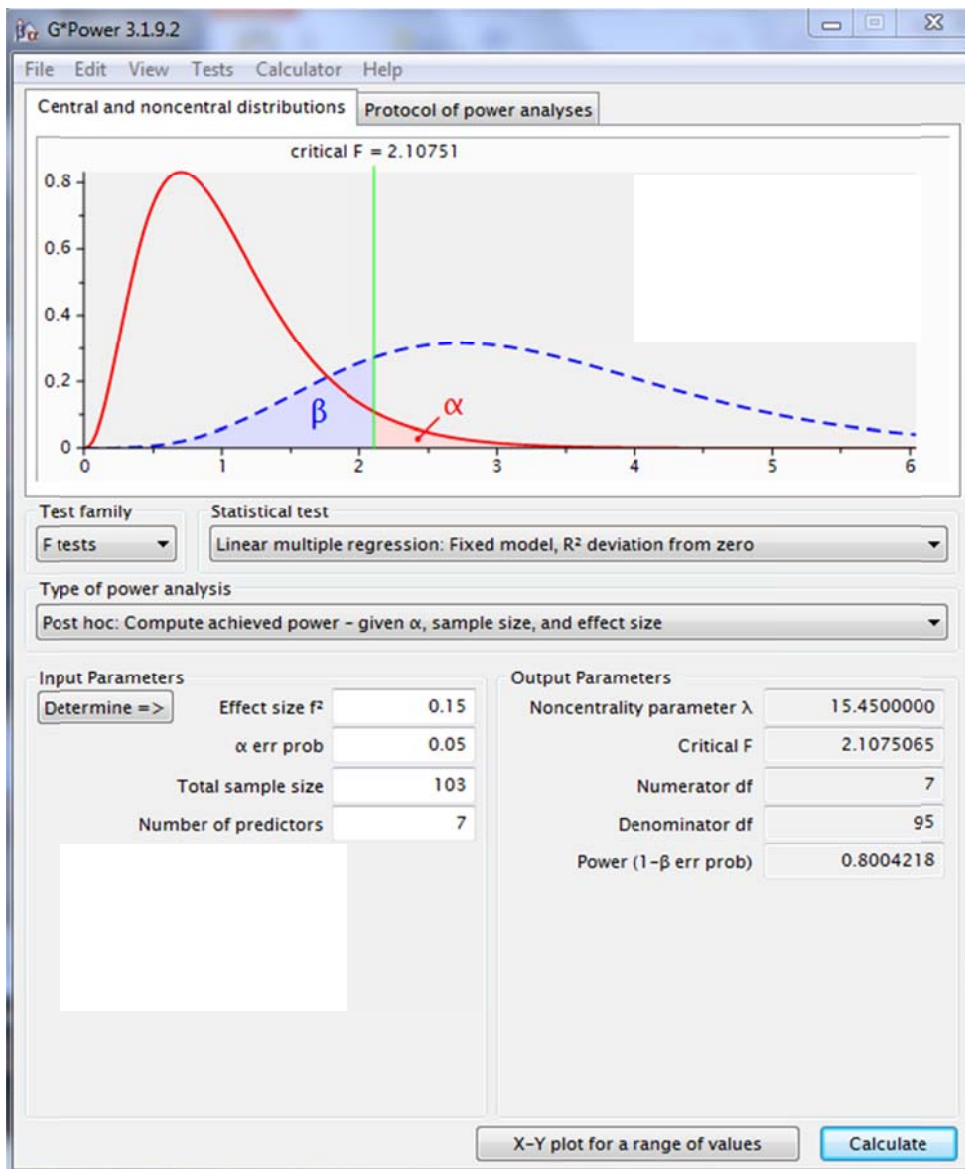 G*Power 3.1.9.2
File Edit View Tests Calculator Help
Central and noncentral distributions Protocol of power analyses
critical F = 2.10751
0.8
0.6
0.4
0.2
0
β
α
0 1 2 3 4 5 6
Test family Statistical test
F tests Linear multiple regression: Fixed model, R² deviation from zero
Type of power analysis
Post hoc: Compute achieved power - given α, sample size, and effect size
Input Parameters
Determine => Effect size f² 0.15
α err prob 0.05
Total sample size 103
Number of predictors 7
Output Parameters
Noncentrality parameter λ 15.4500000
Critical F 2.1075065
Numerator df 7
Denominator df 95
Power (1-β err prob) 0.8004218
X-Y plot for a range of values Calculate